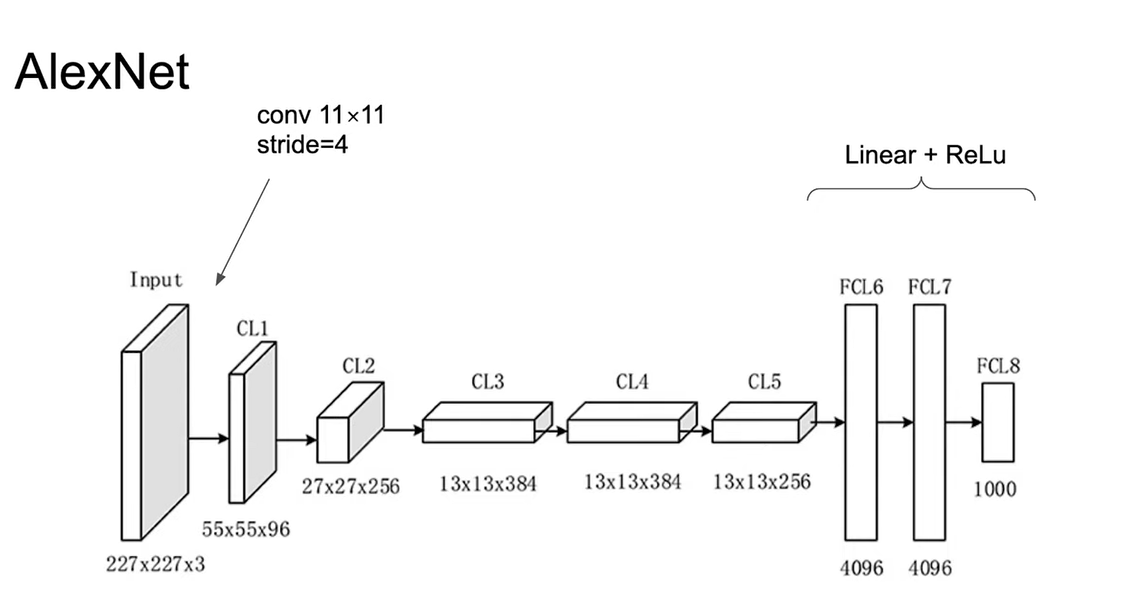 AlexNet
conv 11×11
stride=4
Linear + ReLu
Input
CL1
CL2
CL3
CL4
CL5
FCL6
FCL7
FCL8
227x227x3
55x55x96
27x27x256
13x13x384
13x13x384
13x13x256
4096
4096
1000